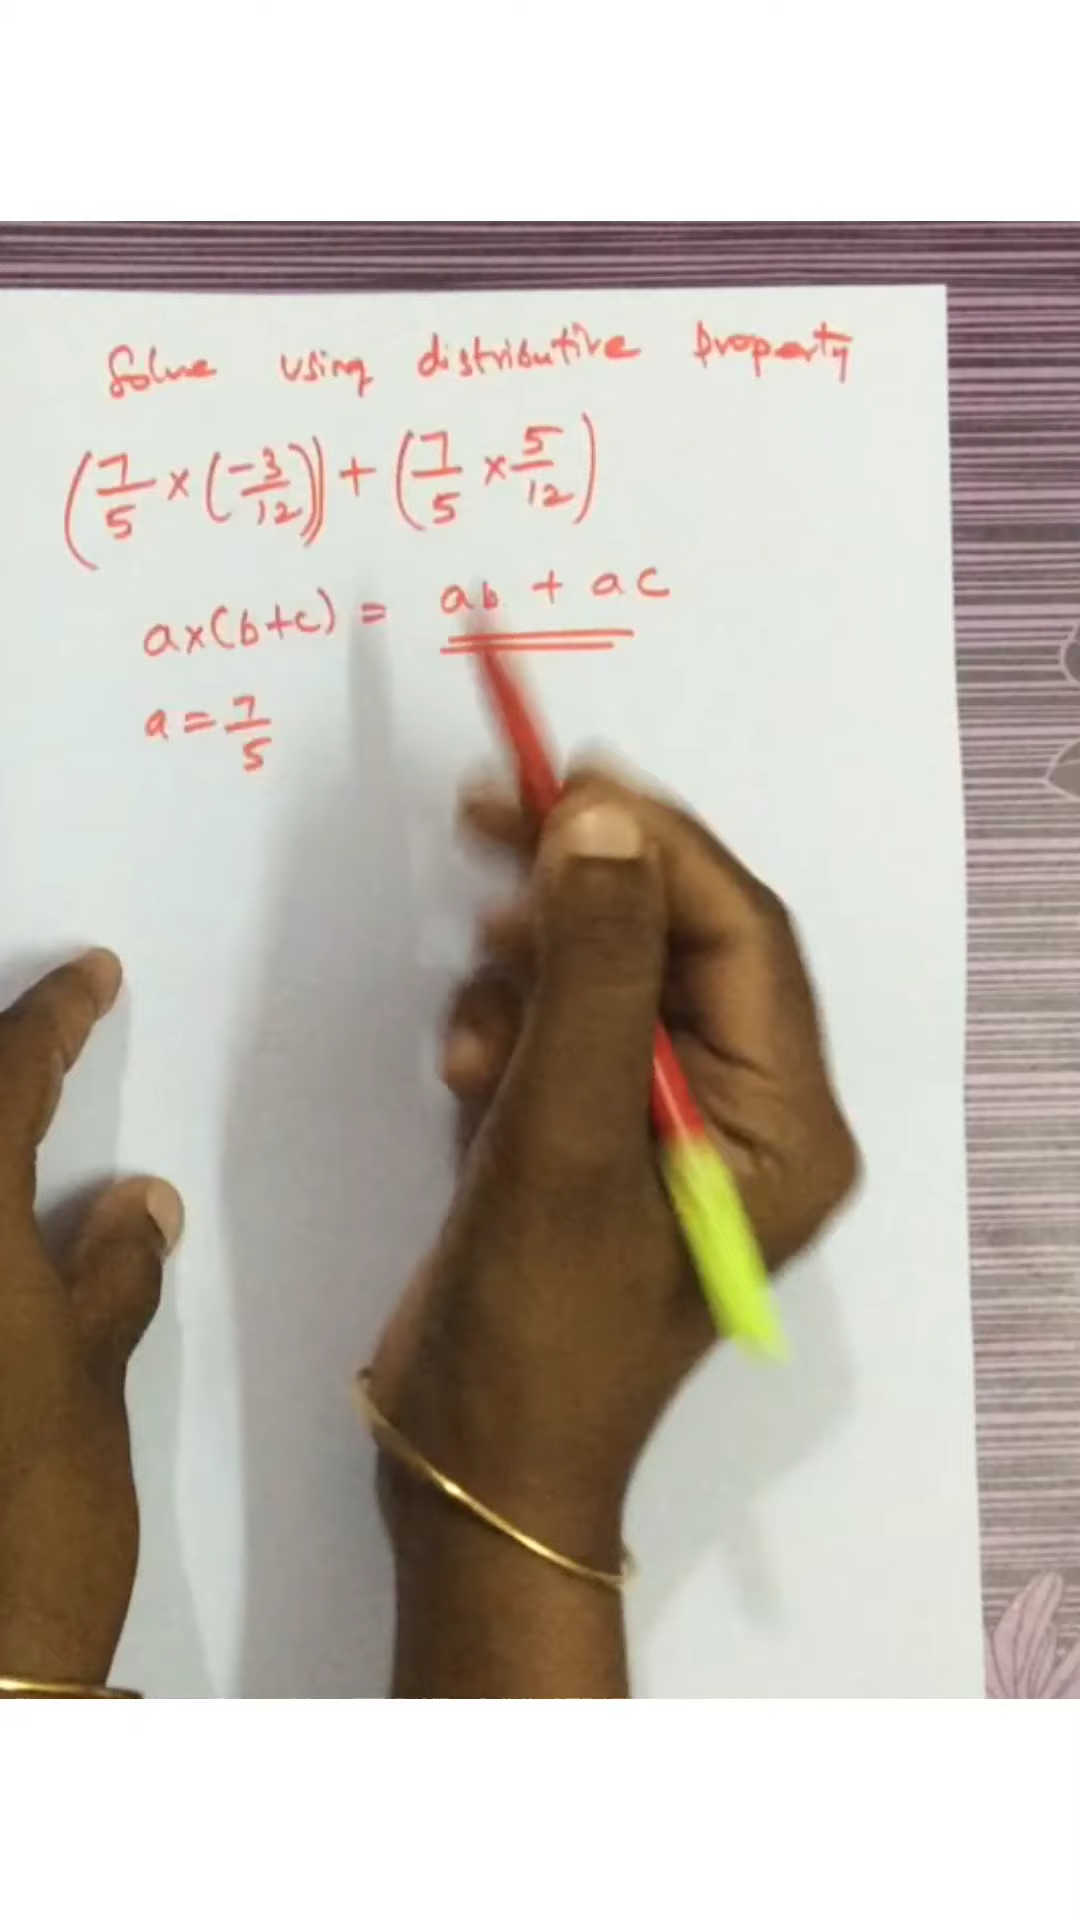 Solve using distributive property
(7/5 × (-3/12)) + (7/5 × 5/12)
a×(b+c) = ab + ac
a = 7/5